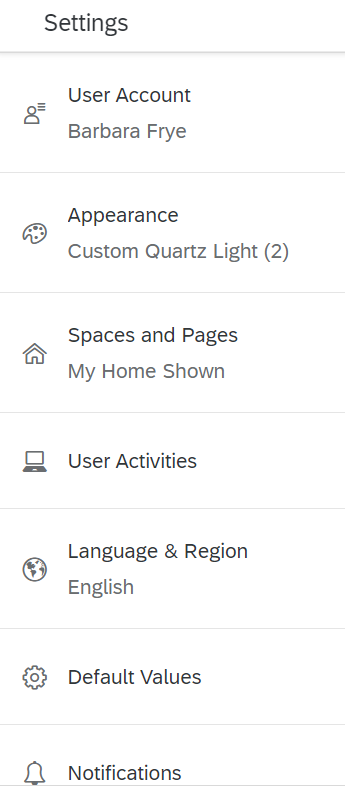 Settings
User Account
Barbara Frye
Appearance
Custom Quartz Light (2)
Spaces and Pages
My Home Shown
User Activities
Language & Region
English
Default Values
Notifications